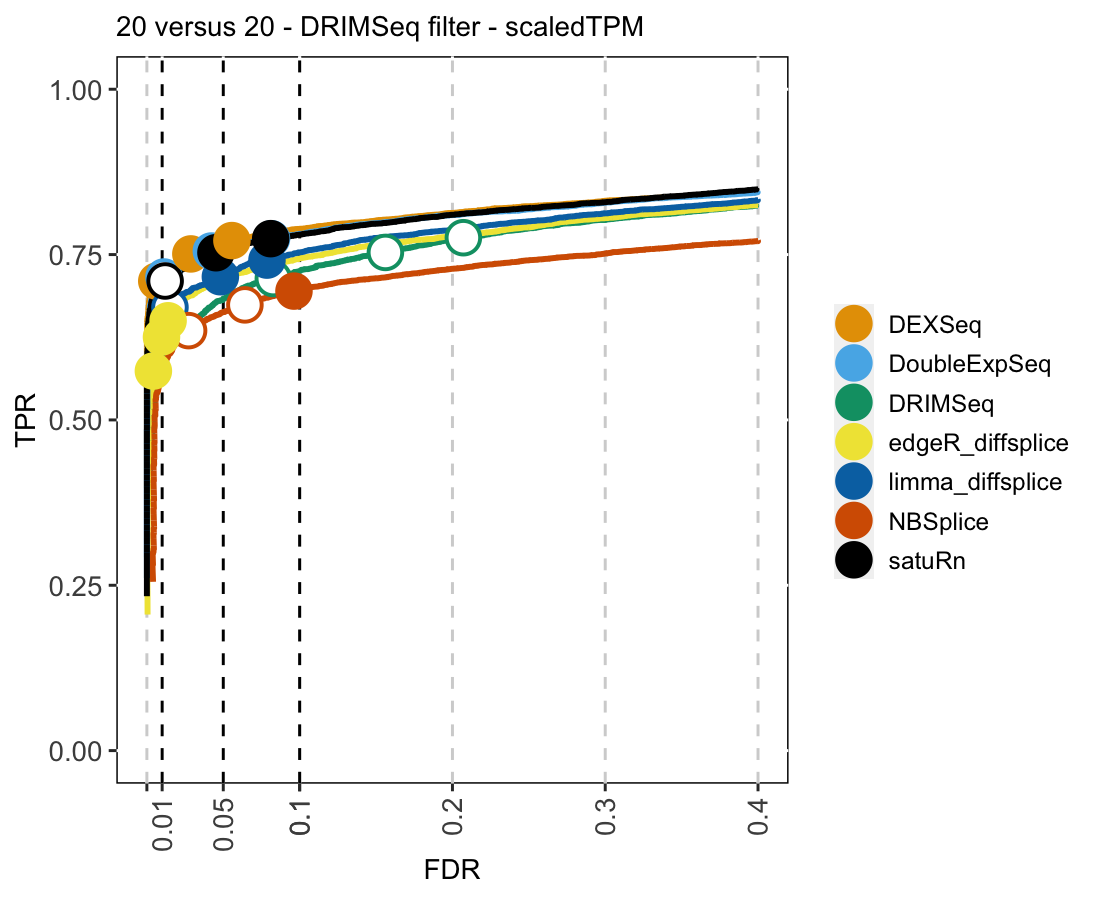 20 versus 20 - DRIMSeq filter - scaledTPM
1.00
0.75
0.50
0.25
0.00
TPR
0.01
0.05
0.1
0.2
0.3
0.4
FDR
DEXSeq
DoubleExpSeq
DRIMSeq
edgeR_diffsplice
limma_diffsplice
NBSplice
satuRn